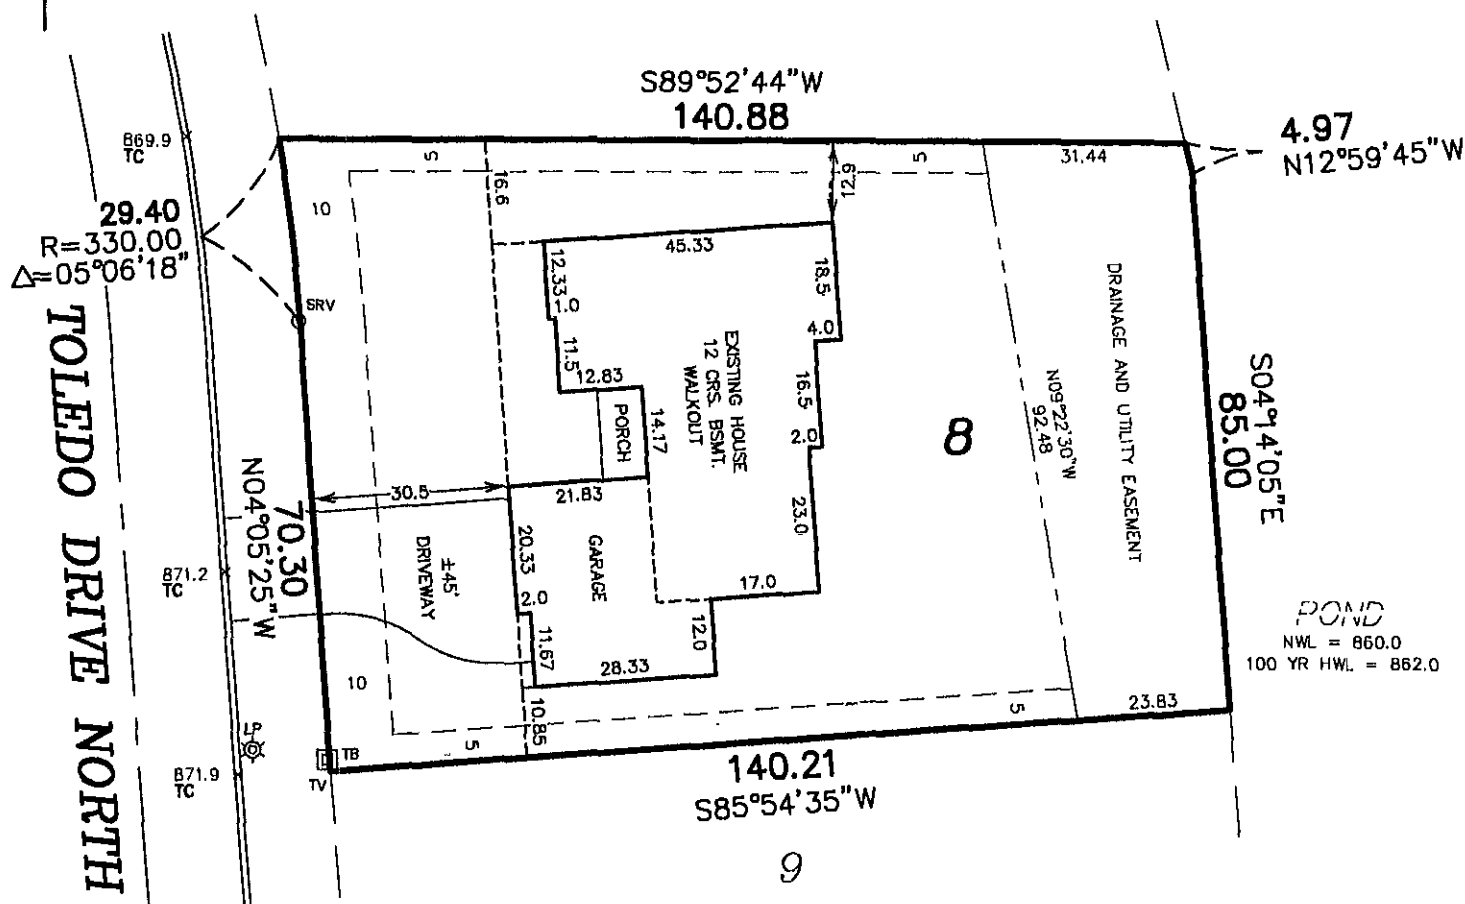 S89°52'44"W
140.88
4.97
N12°59'45"W
869.9
TC
5
16.6
12.9
5
31.44
10
29.40
R=330.00
Δ=05°06'18"
SRV
45.33
12.33
1.0
11.5
12.83
18.5
4.0
16.5
2.0
23.0
EXISTING HOUSE
12 CRS. BSMT.
WALKOUT
PORCH
14.17
8
N09°22'30"W
92.48
DRAINAGE AND UTILITY EASEMENT
S04°14'05"E
85.00
TOLEDO DRIVE NORTH
N04°05'25"W
70.30
30.5
21.83
871.2
TC
±45'
DRIVEWAY
20.33
2.0
11.67
GARAGE
17.0
12.0
28.33
10
10.85
5
5
23.83
POND
NWL = 860.0
100 YR HWL = 862.0
LP
TB
TV
871.9
TC
140.21
S85°54'35"W
9